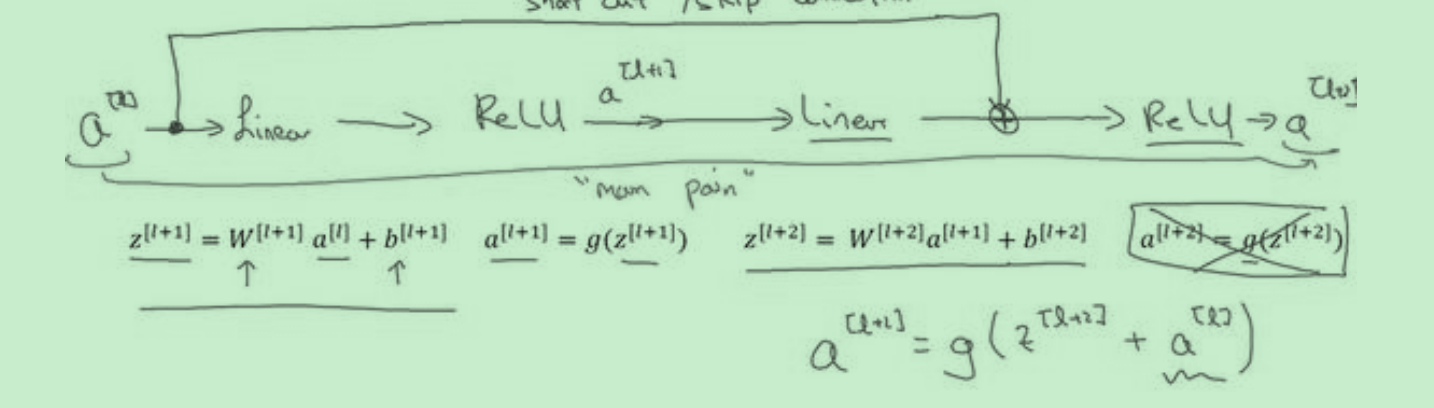 short cut / skip connection
a^[l] → Linear → ReLU a^[l+1] → Linear → ReLU → a^[l+2]
"main path"
z^[l+1] = W^[l+1] a^[l] + b^[l+1] a^[l+1] = g(z^[l+1]) z^[l+2] = W^[l+2]a^[l+1] + b^[l+2] a^[l+2] = g(z^[l+2])
a^[l+2] = g(z^[l+2] + a^[l])